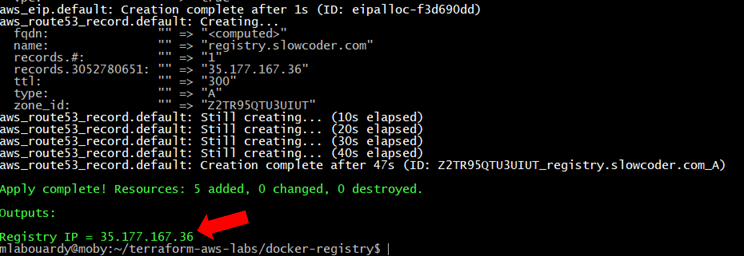 aws_eip.default: Creation complete after 1s (ID: eipalloc-f3d690dd)
aws_route53_record.default: Creating...
fqdn: "" => "<computed>"
name: "" => "registry.slowcoder.com"
records.#: "" => "1"
records.3052780651: "" => "35.177.167.36"
ttl: "" => "300"
type: "" => "A"
zone_id: "" => "Z2TR95QTU3UIUT"
aws_route53_record.default: Still creating... (10s elapsed)
aws_route53_record.default: Still creating... (20s elapsed)
aws_route53_record.default: Still creating... (30s elapsed)
aws_route53_record.default: Still creating... (40s elapsed)
aws_route53_record.default: Creation complete after 47s (ID: Z2TR95QTU3UIUT_registry.slowcoder.com_A)
Apply complete! Resources: 5 added, 0 changed, 0 destroyed.
Outputs:
Registry IP = 35.177.167.36
mlabouardy@moby:~/terraform-aws-labs/docker-registry$